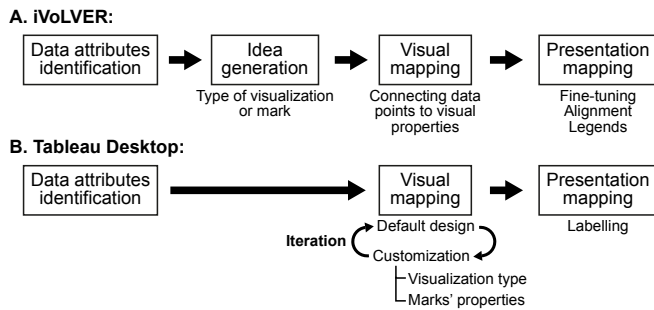 A. iVoLVER:
Data attributes identification
Idea generation
Visual mapping
Presentation mapping
Type of visualization or mark
Connecting data points to visual properties
Fine-tuning
Alignment
Legends
B. Tableau Desktop:
Data attributes identification
Visual mapping
Presentation mapping
Default design
Labelling
Iteration
Customization
Visualization type
Marks' properties